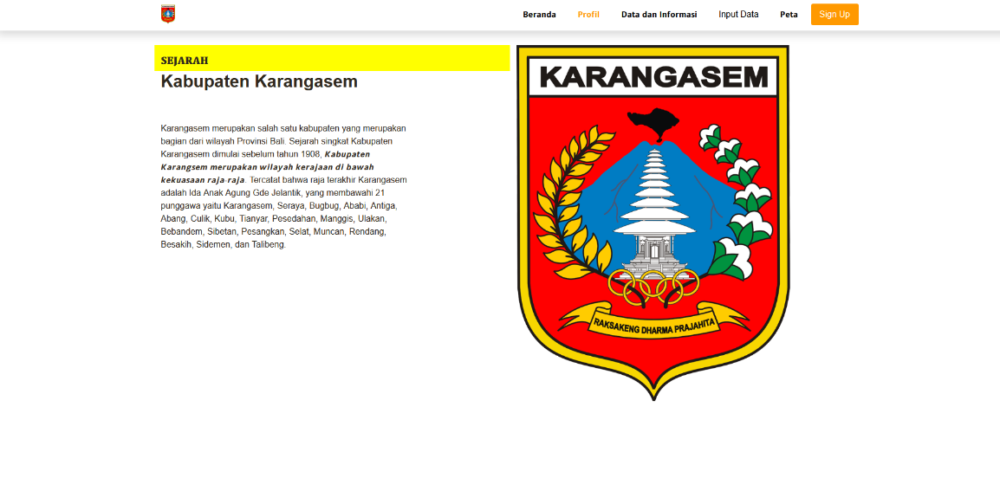 Beranda Profil Data dan Informasi Input Data Peta Sign Up
SEJARAH
Kabupaten Karangasem
Karangasem merupakan salah satu kabupaten yang merupakan
bagian dari wilayah Provinsi Bali. Sejarah singkat Kabupaten
Karangasem dimulai sebelum tahun 1908, Kabupaten
Karangsem merupakan wilayah kerajaan di bawah
kekuasaan raja-raja. Tercatat bahwa raja terakhir Karangasem
adalah Ida Anak Agung Gde Jelantik, yang membawahi 21
punggawa yaitu Karangasem, Seraya, Bugbug, Ababi, Antiga,
Abang, Culik, Kubu, Tianyar, Pesedahan, Manggis, Ulakan,
Bebandem, Sibetan, Pesangkan, Selat, Muncan, Rendang,
Besakih, Sidemen, dan Talibeng.
KARANGASEM
RAKSAKENG DHARMA PRAJAHITA